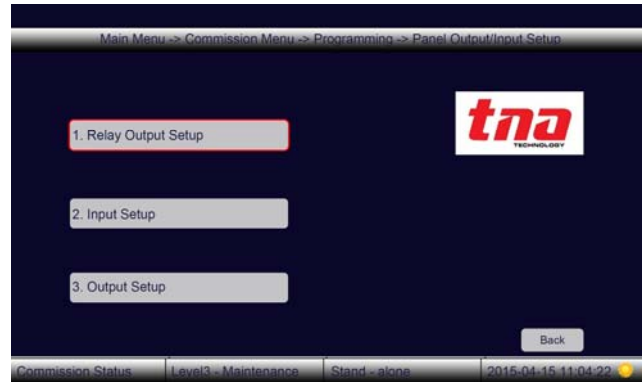 Main Menu -> Commission Menu -> Programming -> Panel Output/Input Setup
1. Relay Output Setup
tna
TECHNOLOGY
2. Input Setup
3. Output Setup
Back
Commission Status Level3 - Maintenance Stand - alone 2015-04-15 11:04:22